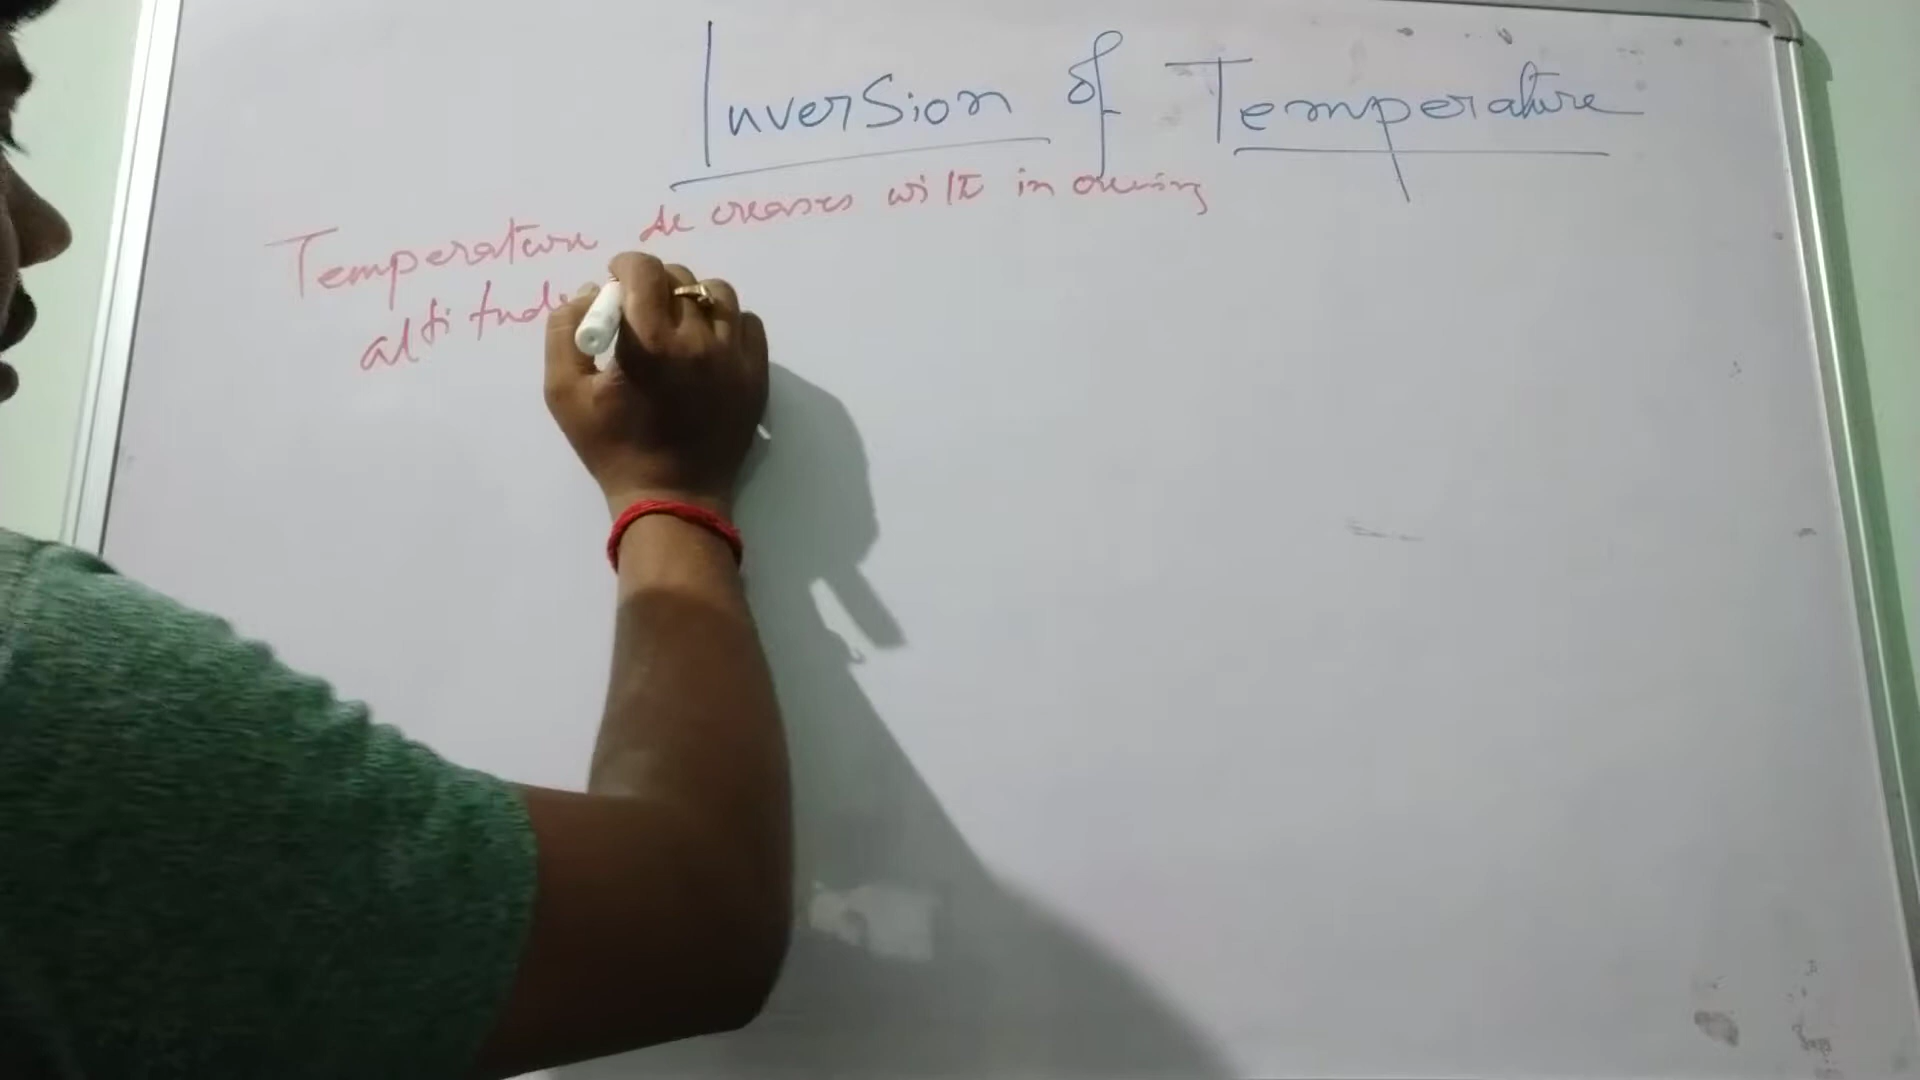 Inversion of Temperature
Temperature decreases with increasing
altitude